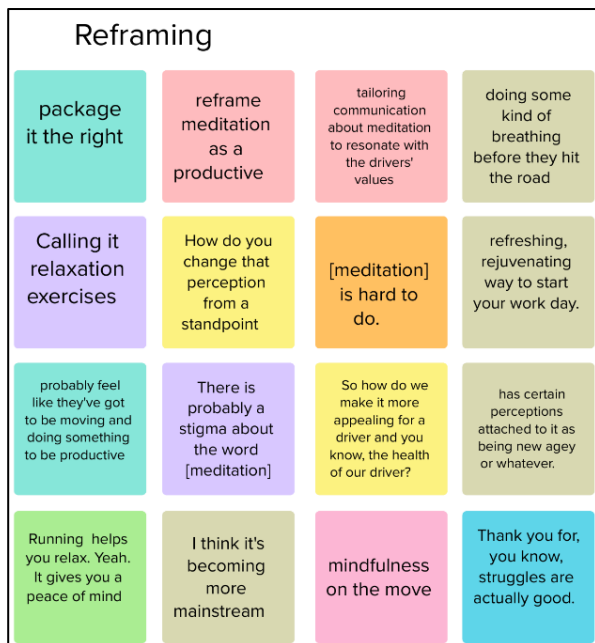 Reframing
package
it the right
reframe
meditation
as a
productive
tailoring
communication
about meditation
to resonate with
the drivers'
values
doing some
kind of
breathing
before they hit
the road
Calling it
relaxation
exercises
How do you
change that
perception
from a
standpoint
[meditation]
is hard to
do.
refreshing,
rejuvenating
way to start
your work day.
probably feel
like they've got
to be moving and
doing something
to be productive
There is
probably a
stigma about
the word
[meditation]
So how do we
make it more
appealing for a
driver and you
know, the health
of our driver?
has certain
perceptions
attached to it as
being new agey
or whatever.
Running helps
you relax. Yeah.
It gives you a
peace of mind
I think it's
becoming
more
mainstream
mindfulness
on the move
Thank you for,
you know,
struggles are
actually good.